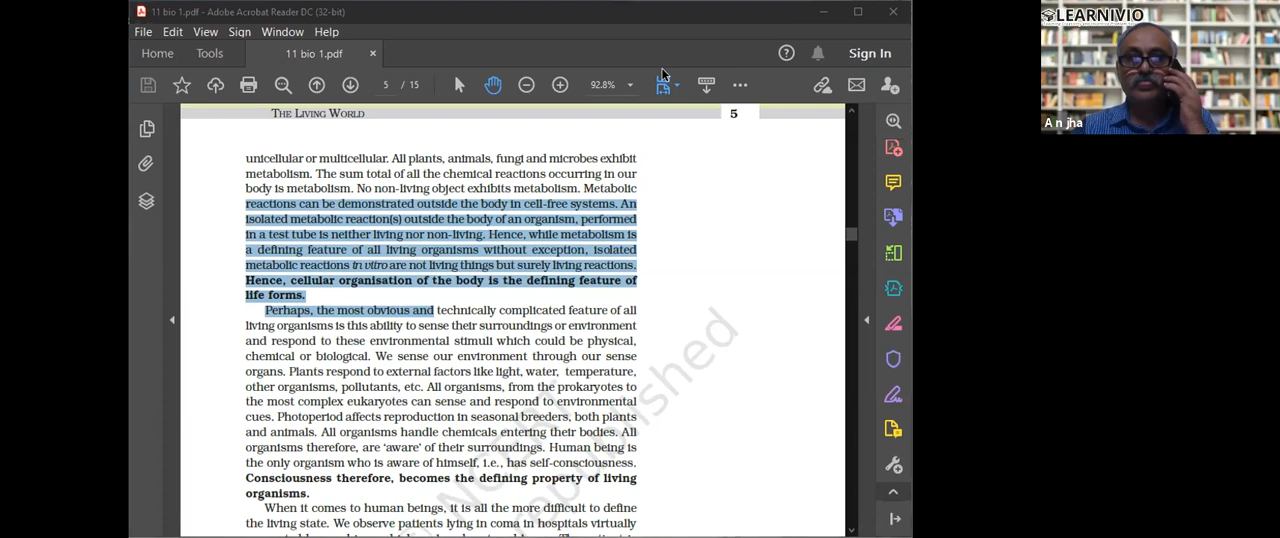 11 bio 1.pdf - Adobe Acrobat Reader DC (32-bit)
File Edit View Sign Window Help
Home Tools 11 bio 1.pdf Sign In
5 / 15 92.8%
THE LIVING WORLD 5
unicellular or multicellular. All plants, animals, fungi and microbes exhibit
metabolism. The sum total of all the chemical reactions occurring in our
body is metabolism. No non-living object exhibits metabolism. Metabolic
reactions can be demonstrated outside the body in cell-free systems. An
isolated metabolic reaction(s) outside the body of an organism, performed
in a test tube is neither living nor non-living. Hence, while metabolism is
a defining feature of all living organisms without exception, isolated
metabolic reactions in vitro are not living things but surely living reactions.
Hence, cellular organisation of the body is the defining feature of
life forms.
Perhaps, the most obvious and technically complicated feature of all
living organisms is this ability to sense their surroundings or environment
and respond to these environmental stimuli which could be physical,
chemical or biological. We sense our environment through our sense
organs. Plants respond to external factors like light, water, temperature,
other organisms, pollutants, etc. All organisms, from the prokaryotes to
the most complex eukaryotes can sense and respond to environmental
cues. Photoperiod affects reproduction in seasonal breeders, both plants
and animals. All organisms handle chemicals entering their bodies. All
organisms therefore, are 'aware' of their surroundings. Human being is
the only organism who is aware of himself, i.e., has self-consciousness.
Consciousness therefore, becomes the defining property of living
organisms.
When it comes to human beings, it is all the more difficult to define
the living state. We observe patients lying in coma in hospitals virtually
LEARNIVIO
A n jha